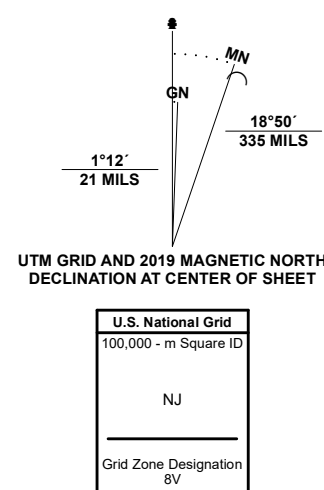 MN
GN
18°50´
335 MILS
1°12´
21 MILS
UTM GRID AND 2019 MAGNETIC NORTH
DECLINATION AT CENTER OF SHEET
U.S. National Grid
100,000 - m Square ID
NJ
Grid Zone Designation
8V